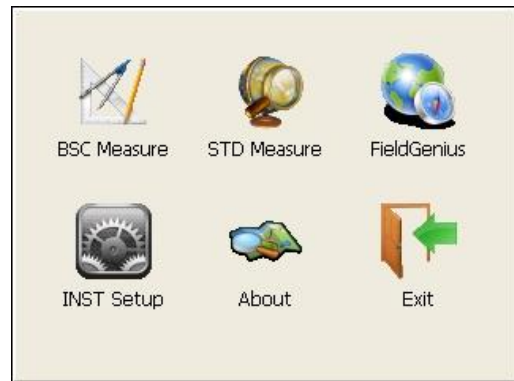 BSC Measure
STD Measure
FieldGenius
INST Setup
About
Exit